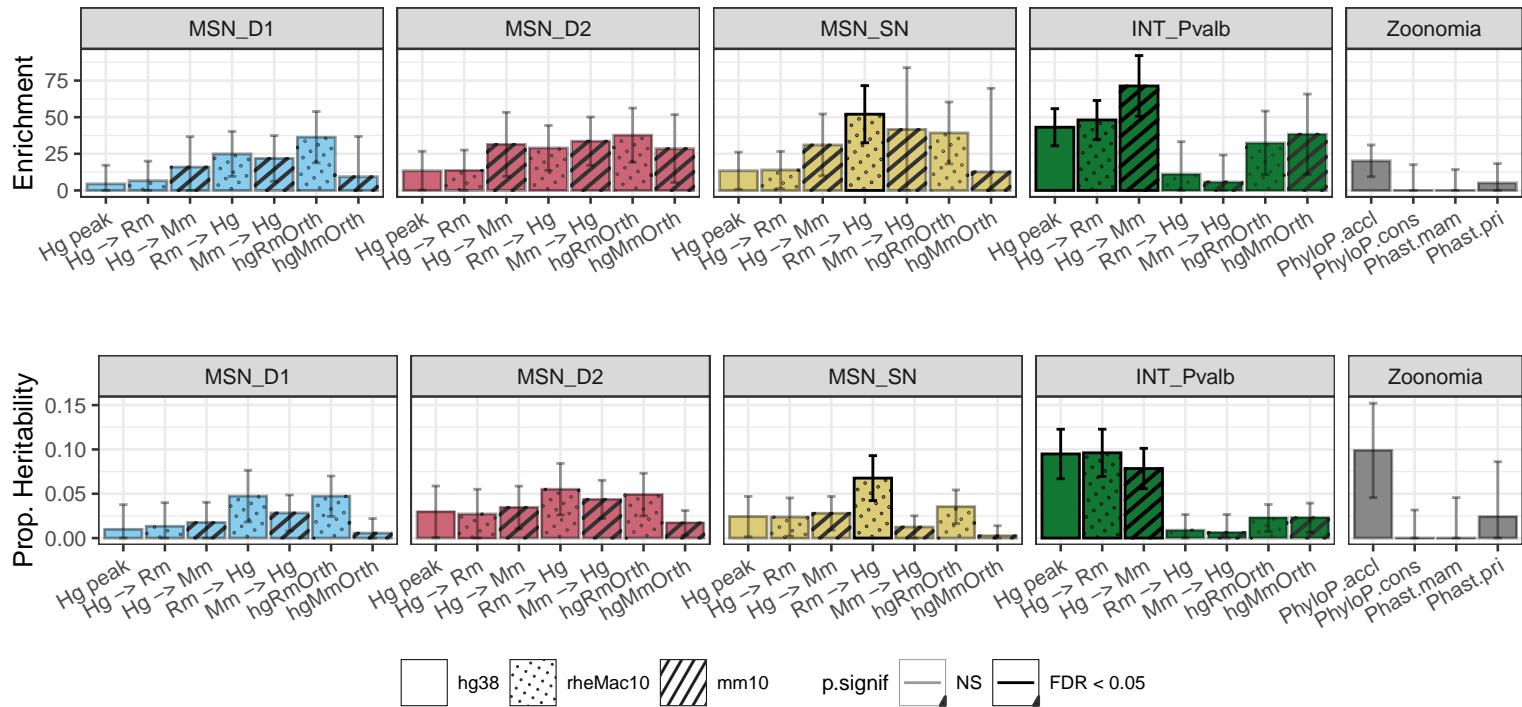 MSN_D1 MSN_D2 MSN_SN INT_Pvalb Zoonomia
Enrichment
75
50
25
0
Hg peak Hg −> Rm Hg −> Mm Rm −> Hg Mm −> Hg hgRmOrth hgMmOrth
Hg peak Hg −> Rm Hg −> Mm Rm −> Hg Mm −> Hg hgRmOrth hgMmOrth
Hg peak Hg −> Rm Hg −> Mm Rm −> Hg Mm −> Hg hgRmOrth hgMmOrth
Hg peak Hg −> Rm Hg −> Mm Rm −> Hg Mm −> Hg hgRmOrth hgMmOrth
PhyloP.accl PhyloP.cons Phast.mam Phast.pri
MSN_D1 MSN_D2 MSN_SN INT_Pvalb Zoonomia
Prop. Heritability
0.15
0.10
0.05
0.00
Hg peak Hg −> Rm Hg −> Mm Rm −> Hg Mm −> Hg hgRmOrth hgMmOrth
Hg peak Hg −> Rm Hg −> Mm Rm −> Hg Mm −> Hg hgRmOrth hgMmOrth
Hg peak Hg −> Rm Hg −> Mm Rm −> Hg Mm −> Hg hgRmOrth hgMmOrth
Hg peak Hg −> Rm Hg −> Mm Rm −> Hg Mm −> Hg hgRmOrth hgMmOrth
PhyloP.accl PhyloP.cons Phast.mam Phast.pri
hg38 rheMac10 mm10 p.signif NS FDR < 0.05